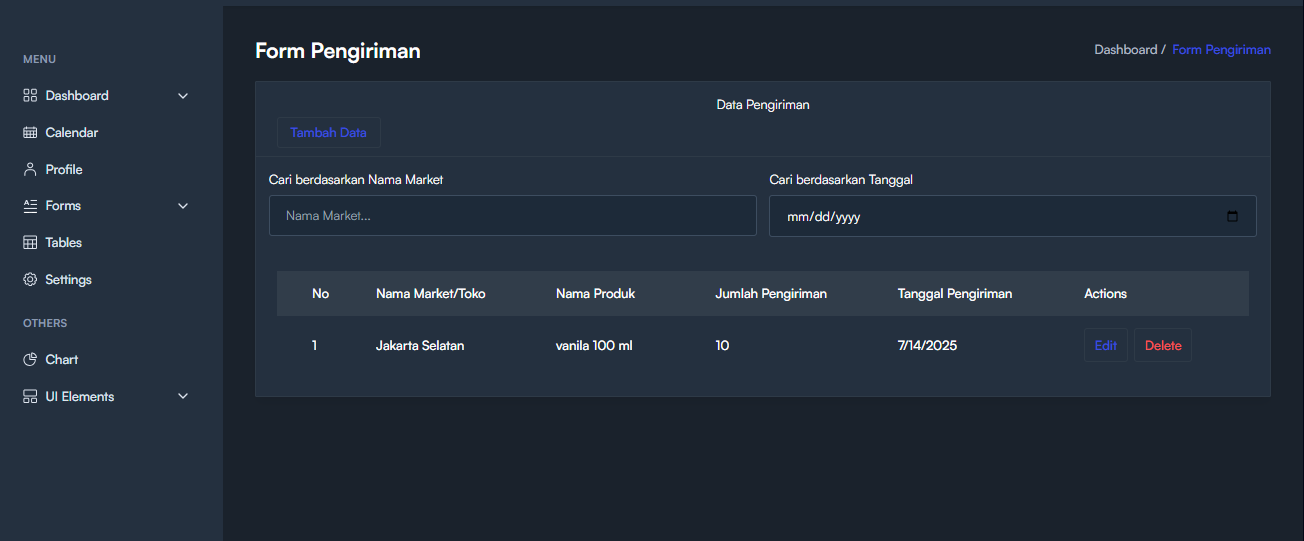 MENU
Dashboard
Calendar
Profile
Forms
Tables
Settings
OTHERS
Chart
UI Elements
Form Pengiriman
Dashboard / Form Pengiriman
Data Pengiriman
Tambah Data
Cari berdasarkan Nama Market
Cari berdasarkan Tanggal
Nama Market...
mm/dd/yyyy
No Nama Market/Toko Nama Produk Jumlah Pengiriman Tanggal Pengiriman Actions
1 Jakarta Selatan vanila 100 ml 10 7/14/2025 Edit Delete